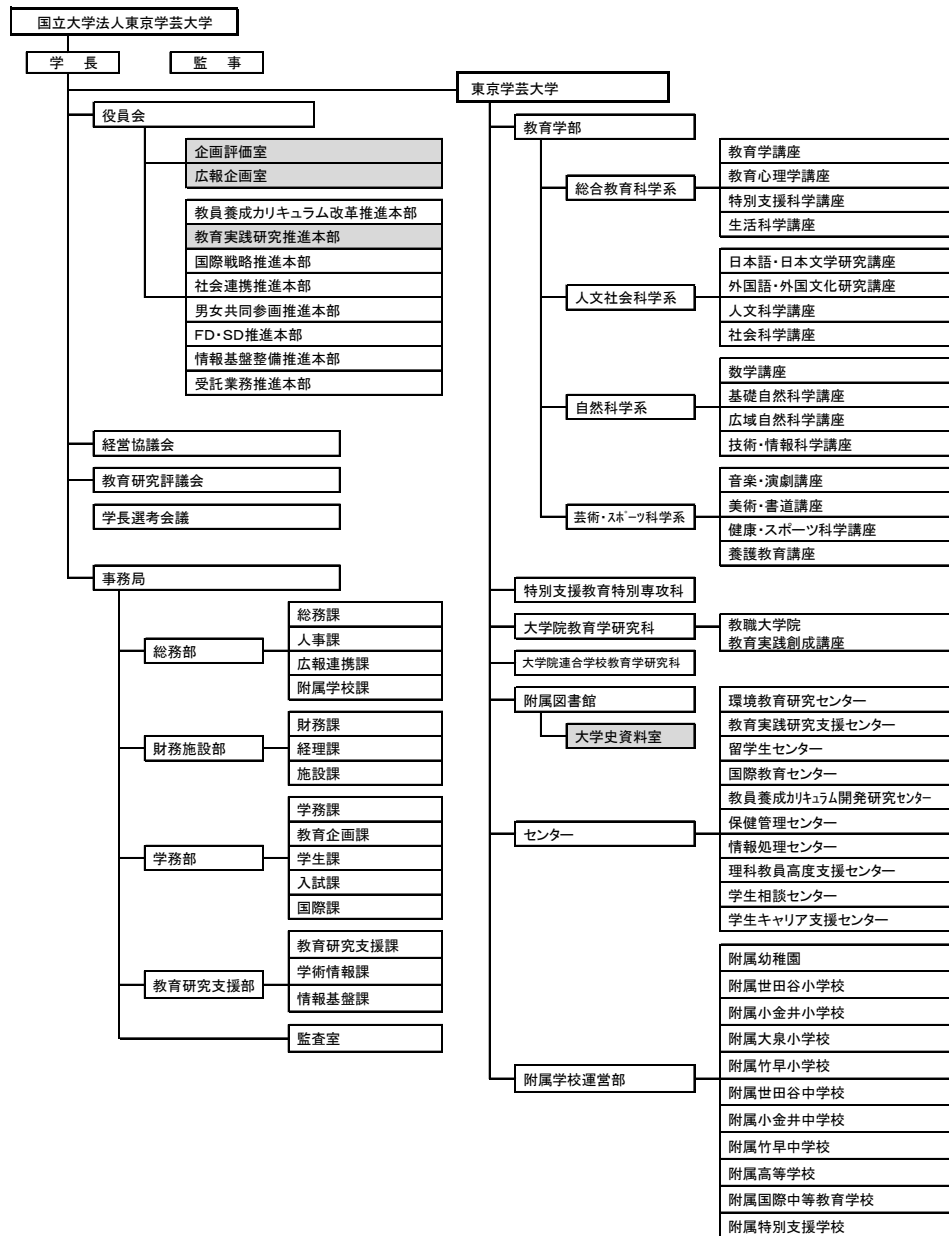 国立大学法人東京学芸大学
学 長
監 事
役員会
企画評価室
広報企画室
教員養成カリキュラム改革推進本部
教育実践研究推進本部
国際戦略推進本部
社会連携推進本部
男女共同参画推進本部
FD・SD推進本部
情報基盤整備推進本部
受託業務推進本部
経営協議会
教育研究評議会
学長選考会議
事務局
総務部
総務課
人事課
広報連携課
附属学校課
財務施設部
財務課
経理課
施設課
学務部
学務課
教育企画課
学生課
入試課
国際課
教育研究支援部
教育研究支援課
学術情報課
情報基盤課
監査室
東京学芸大学
教育学部
総合教育科学系
教育学講座
教育心理学講座
特別支援科学講座
生活科学講座
人文社会科学系
日本語・日本文学研究講座
外国語・外国文化研究講座
人文科学講座
社会科学講座
自然科学系
数学講座
基礎自然科学講座
広域自然科学講座
技術・情報科学講座
芸術・スポーツ科学系
音楽・演劇講座
美術・書道講座
健康・スポーツ科学講座
養護教育講座
特別支援教育特別専攻科
大学院教育学研究科
教職大学院
教育実践創成講座
大学院連合学校教育学研究科
附属図書館
大学史資料室
センター
環境教育研究センター
教育実践研究支援センター
留学生センター
国際教育センター
教員養成カリキュラム開発研究センター
保健管理センター
情報処理センター
理科教員高度支援センター
学生相談センター
学生キャリア支援センター
附属学校運営部
附属幼稚園
附属世田谷小学校
附属小金井小学校
附属大泉小学校
附属竹早小学校
附属世田谷中学校
附属小金井中学校
附属竹早中学校
附属高等学校
附属国際中等教育学校
附属特別支援学校